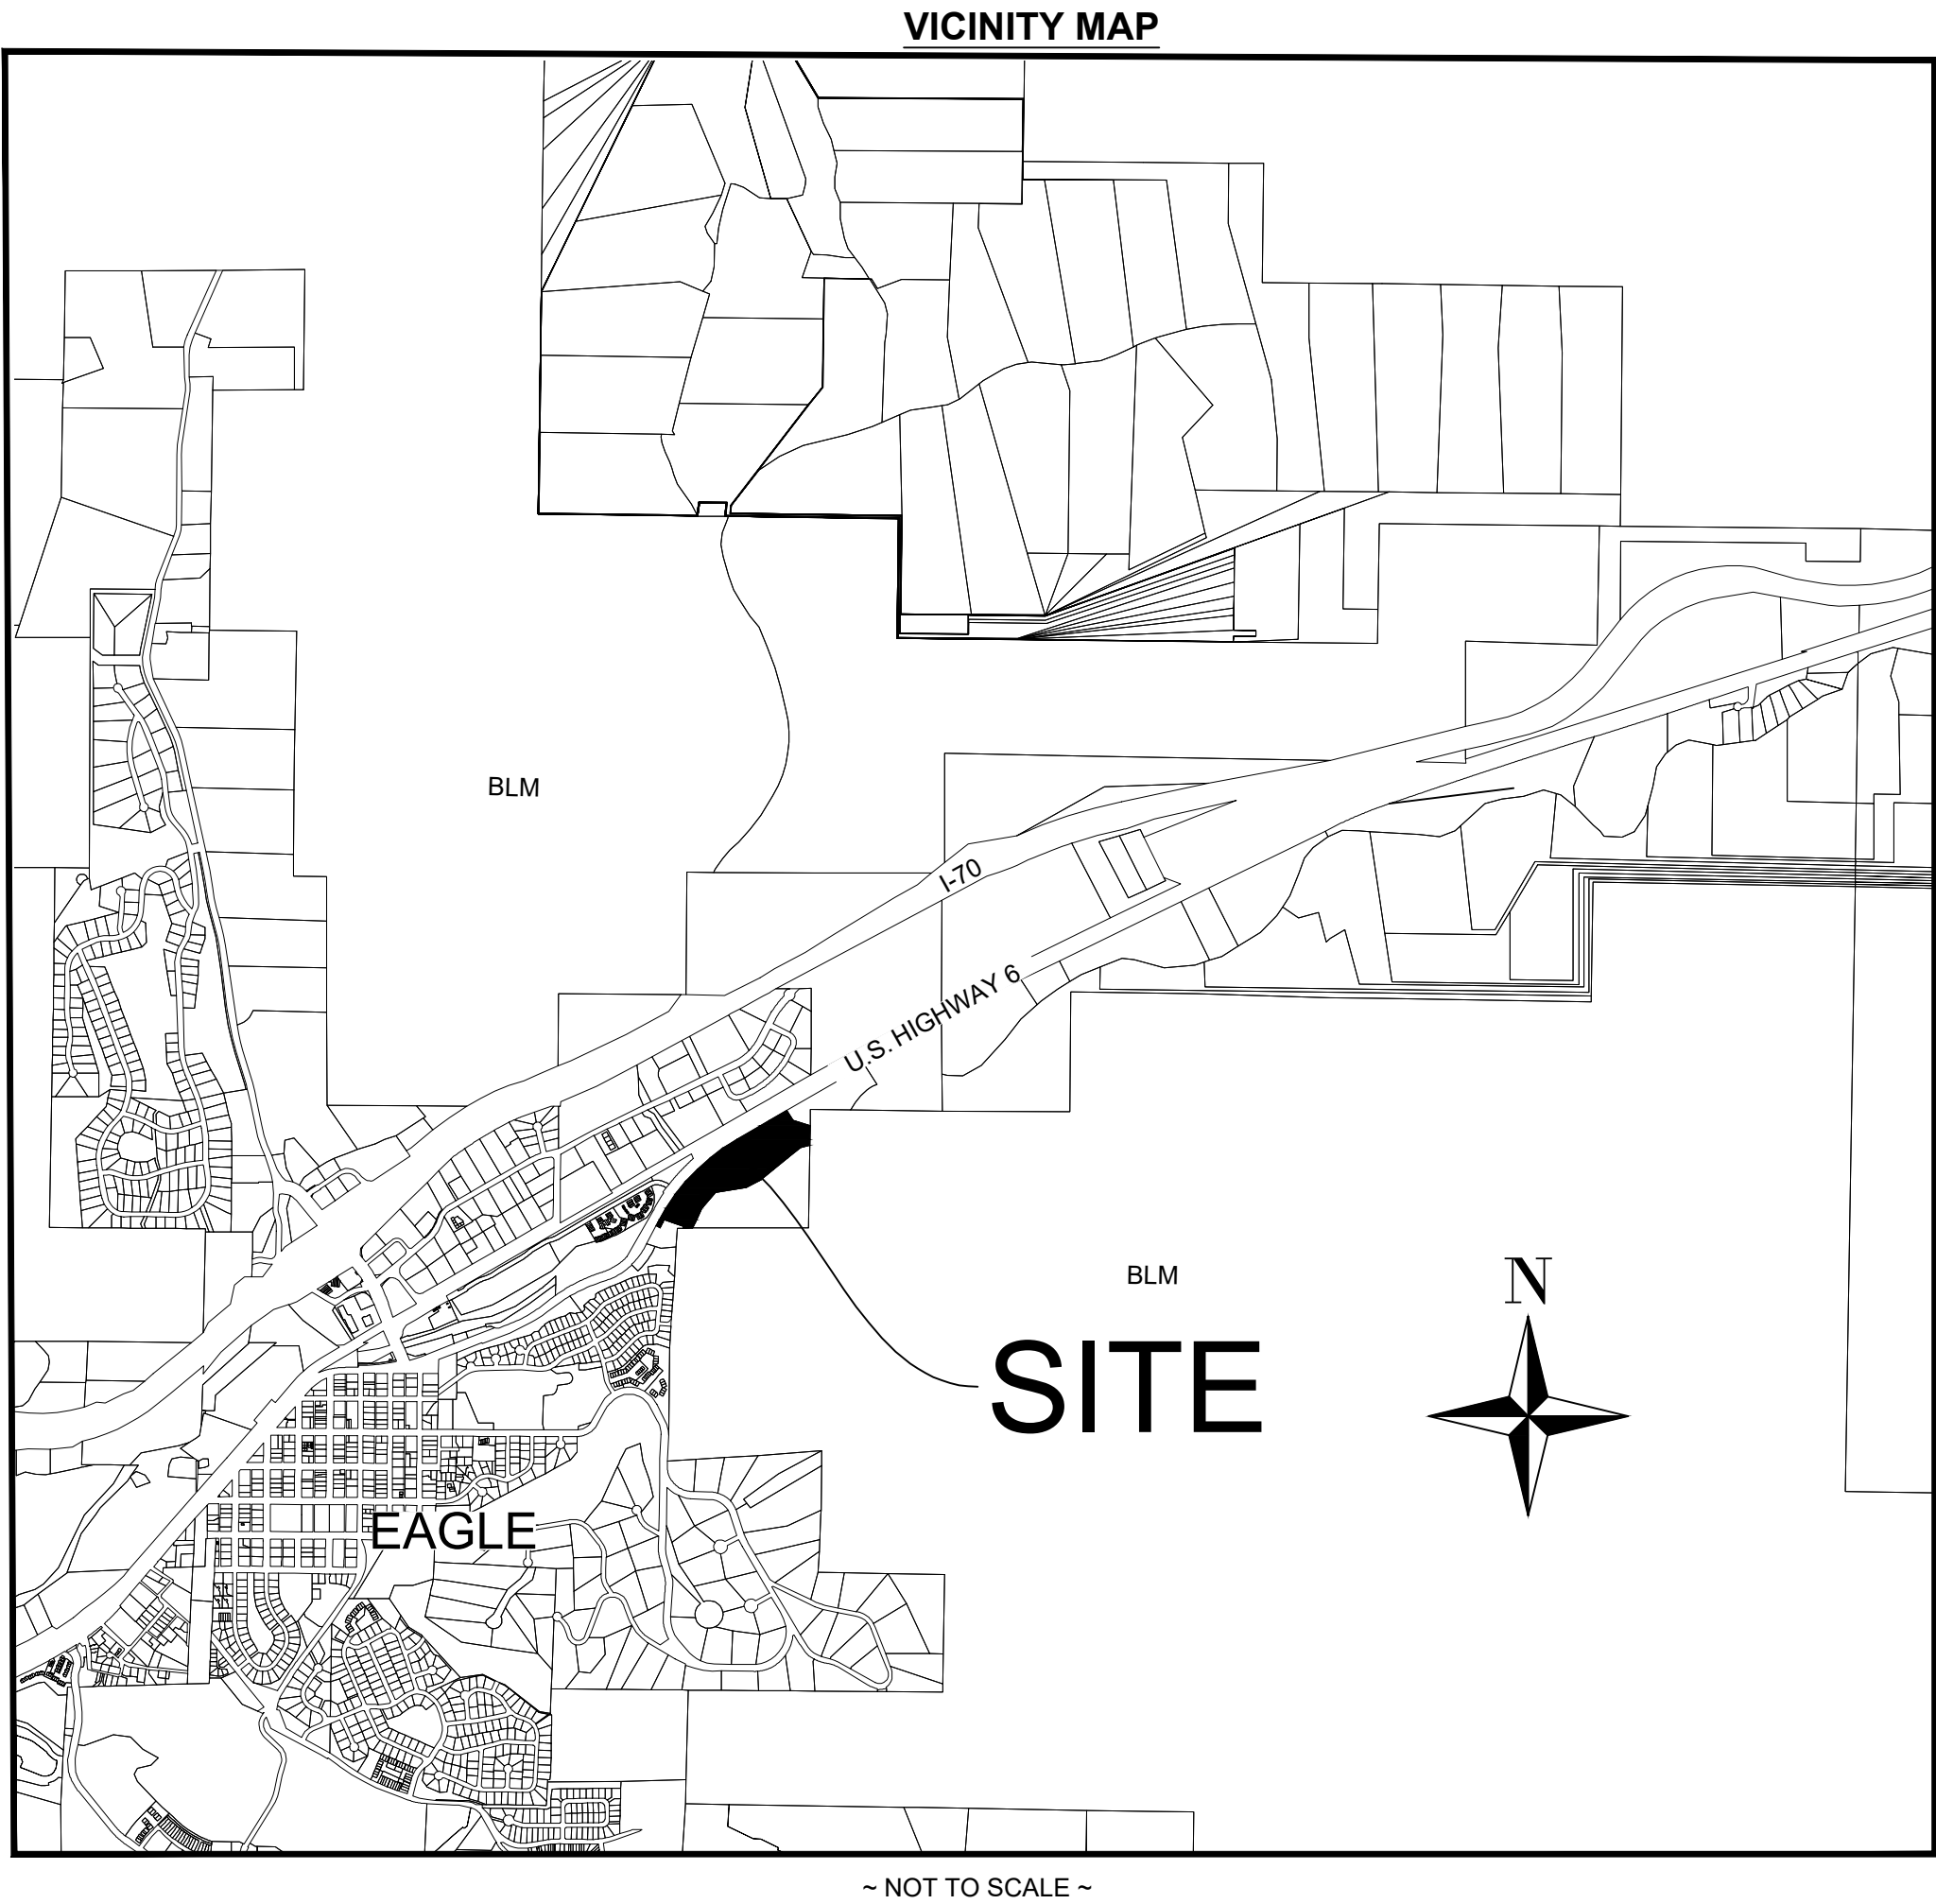 VICINITY MAP
BLM
I-70
U.S. HIGHWAY 6
BLM
N
SITE
EAGLE
~ NOT TO SCALE ~